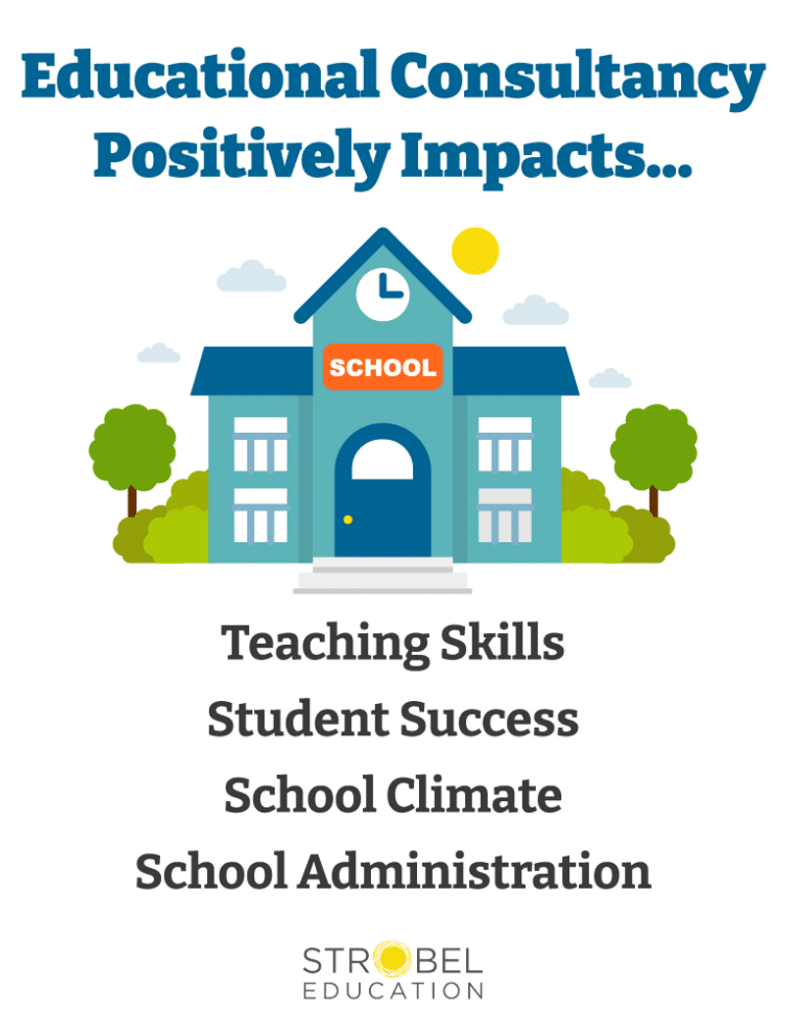 Educational Consultancy
Positively Impacts...
SCHOOL
Teaching Skills
Student Success
School Climate
School Administration
STROBEL
EDUCATION